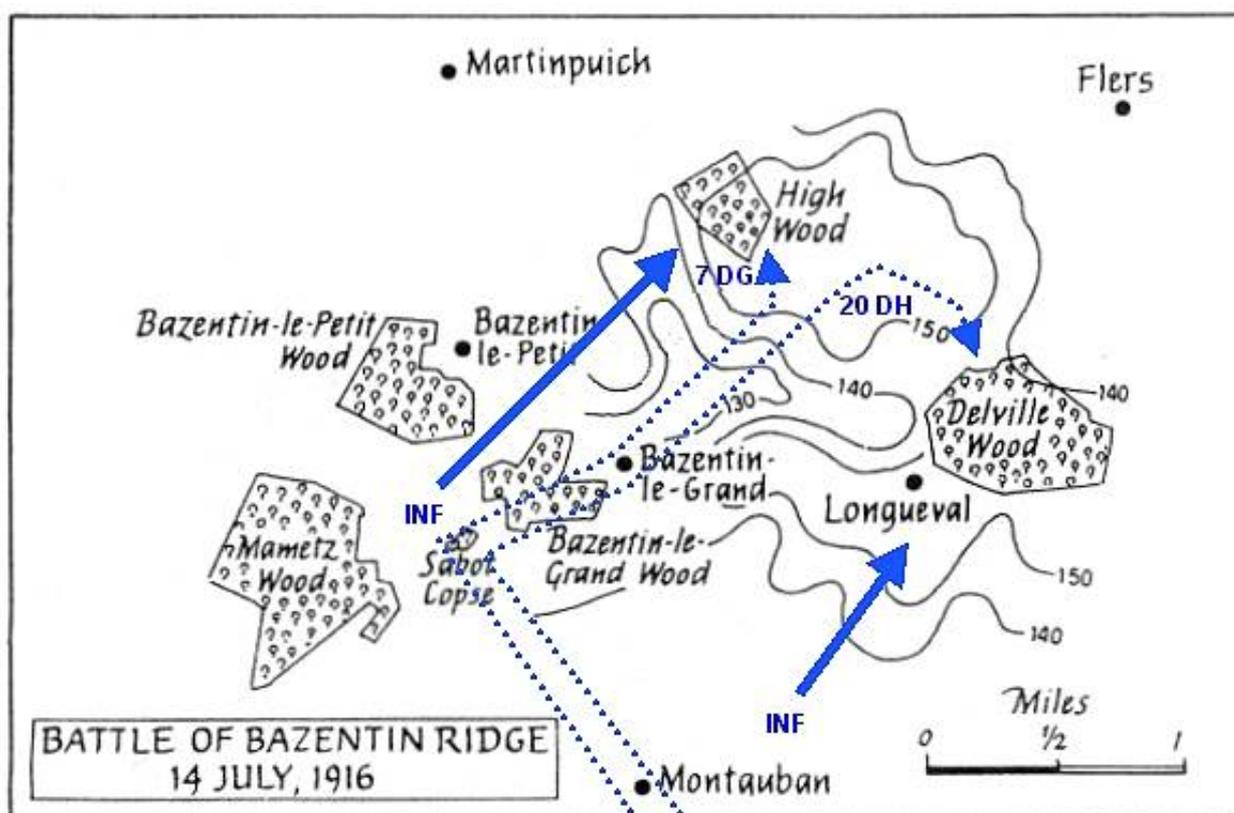 Martinpuich
Flers
High
Wood
7 DG
20 DH
150
Bazentin-le-Petit
Wood
Bazentin
le-Petit
140
130
140
Delville
Wood
Bazentin-
le-Grand
Longueval
INF
Mametz
Wood
Sabot
Copse
Bazentin-le-
Grand Wood
150
140
INF
Miles
0 1/2 1
BATTLE OF BAZENTIN RIDGE
14 JULY, 1916
Montauban